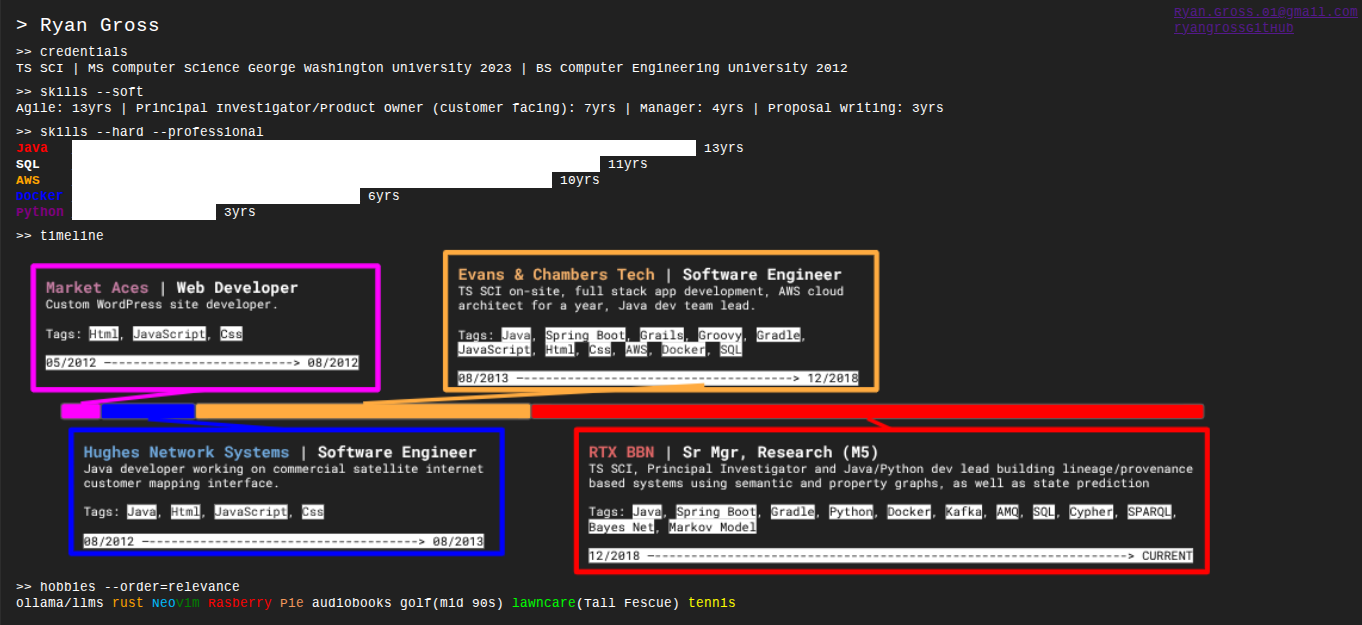 > Ryan Gross
Ryan.Gross.01@gmail.com
ryangrossGitHub
>> credentials
TS SCI | MS Computer Science George Washington University 2023 | BS Computer Engineering University 2012
>> skills --soft
Agile: 13yrs | Principal Investigator/Product Owner (customer facing): 7yrs | Manager: 4yrs | Proposal Writing: 3yrs
>> skills --hard --professional
Java 13yrs
SQL 11yrs
AWS 10yrs
Docker 6yrs
Python 3yrs
>> timeline
Market Aces | Web Developer
Custom WordPress site developer.
Tags: Html, JavaScript, Css
05/2012 —--------------------------> 08/2012
Evans & Chambers Tech | Software Engineer
TS SCI on-site, full stack app development, AWS cloud
architect for a year, Java dev team lead.
Tags: Java, Spring Boot, Grails, Groovy, Gradle,
JavaScript, Html, Css, AWS, Docker, SQL
08/2013 —-------------------------------------> 12/2018
Hughes Network Systems | Software Engineer
Java developer working on commercial satellite internet
customer mapping interface.
Tags: Java, Html, JavaScript, Css
08/2012 —-------------------------------------> 08/2013
RTX BBN | Sr Mgr, Research (M5)
TS SCI, Principal Investigator and Java/Python dev lead building lineage/provenance
based systems using semantic and property graphs, as well as state prediction
Tags: Java, Spring Boot, Gradle, Python, Docker, Kafka, AMQ, SQL, Cypher, SPARQL,
Bayes Net, Markov Model
12/2018 —-----------------------------------------------------------------> CURRENT
>> hobbies --order=relevance
ollama/llms rust Neovim Rasberry PIe audiobooks golf(mid 90s) lawncare(Tall Fescue) tennis